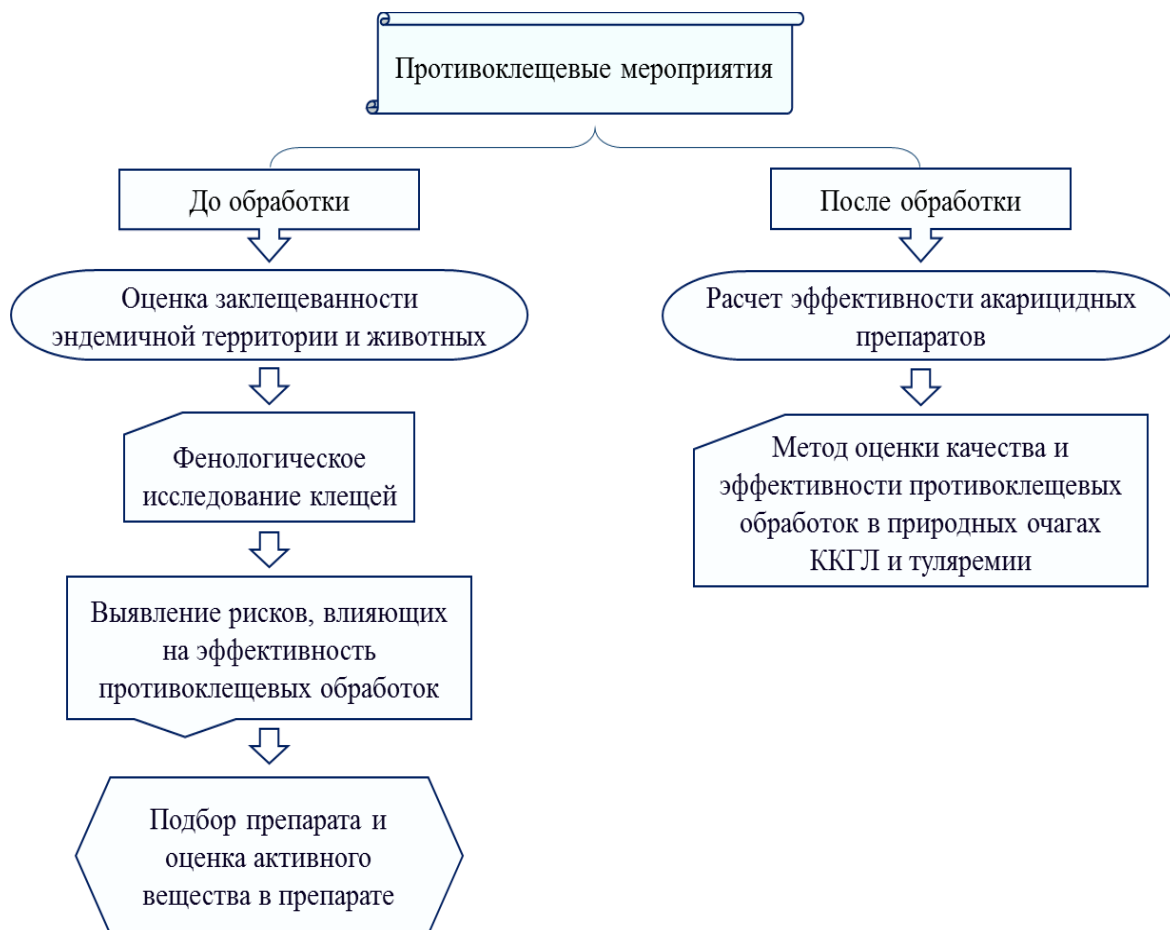 Противоклещевые мероприятия
До обработки
Оценка заклещеванности
эндемичной территории и животных
Фенологическое
исследование клещей
Выявление рисков, влияющих
на эффективность
противоклещевых обработок
Подбор препарата и
оценка активного
вещества в препарате
После обработки
Расчет эффективности акарицидных
препаратов
Метод оценки качества и
эффективности противоклещевых
обработок в природных очагах
ККГЛ и туляремии